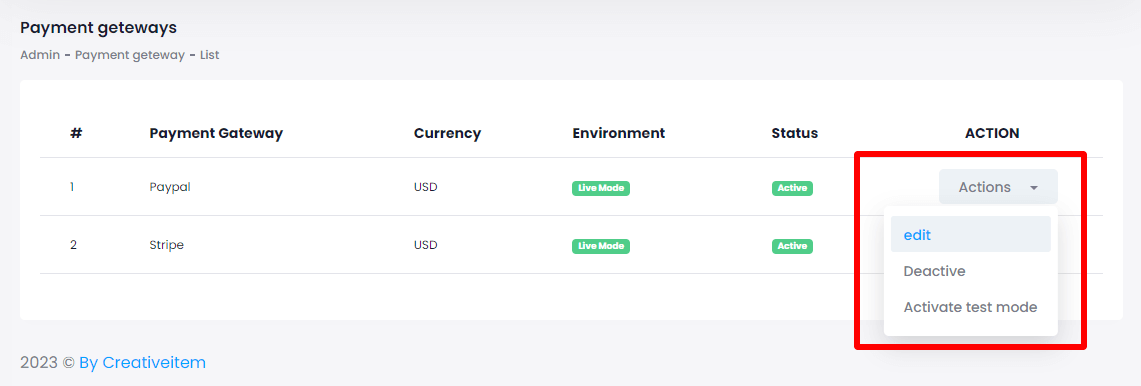 Payment geteways
Admin - Payment geteway - List
# Payment Gateway Currency Environment Status ACTION
1 Paypal USD Live Mode Active Actions
edit
2 Stripe USD Live Mode Active
Deactive
Activate test mode
2023 © By Creativeitem